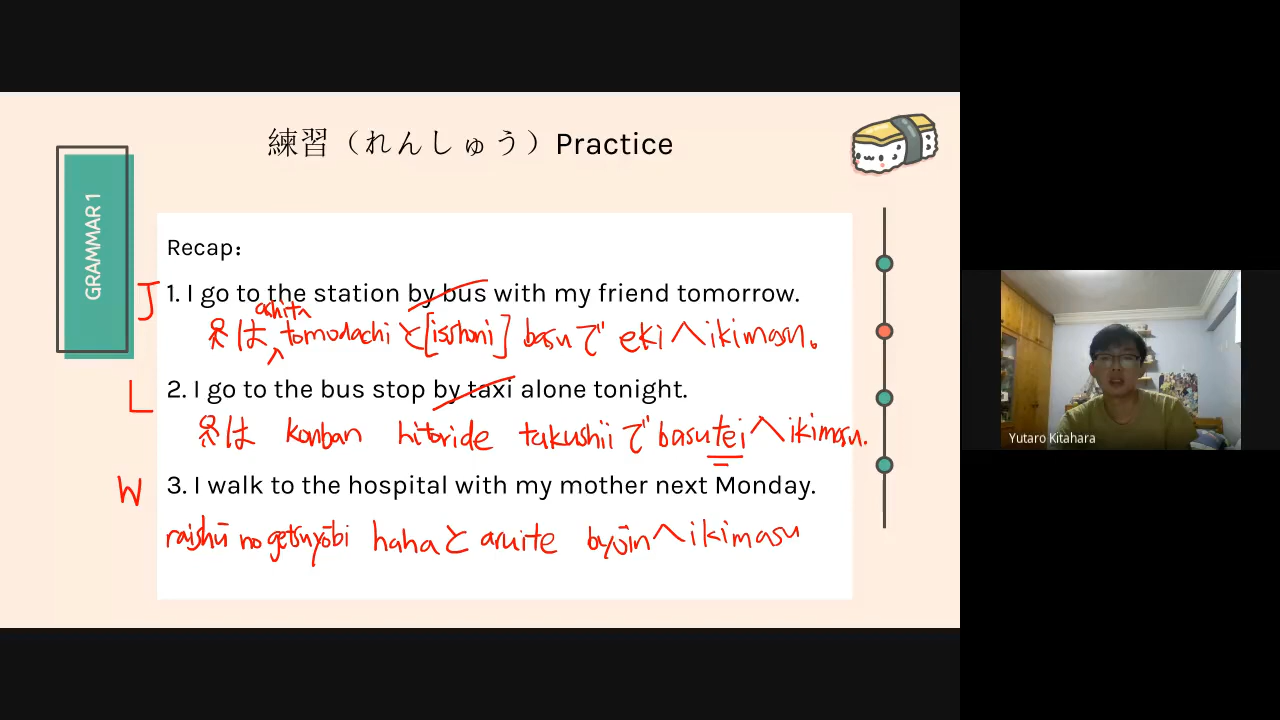 練習（れんしゅう）Practice
GRAMMAR 1
Recap:
J 1. I go to the station by bus with my friend tomorrow.
ashita
は tomodachi と [isshoni] basu で eki へ ikimasu。
L 2. I go to the bus stop by taxi alone tonight.
は konban hitoride takushii で basutei へ ikimasu.
W 3. I walk to the hospital with my mother next Monday.
raishū no getsuyōbi haha と aruite byōin へ ikimasu
Yutaro Kitahara